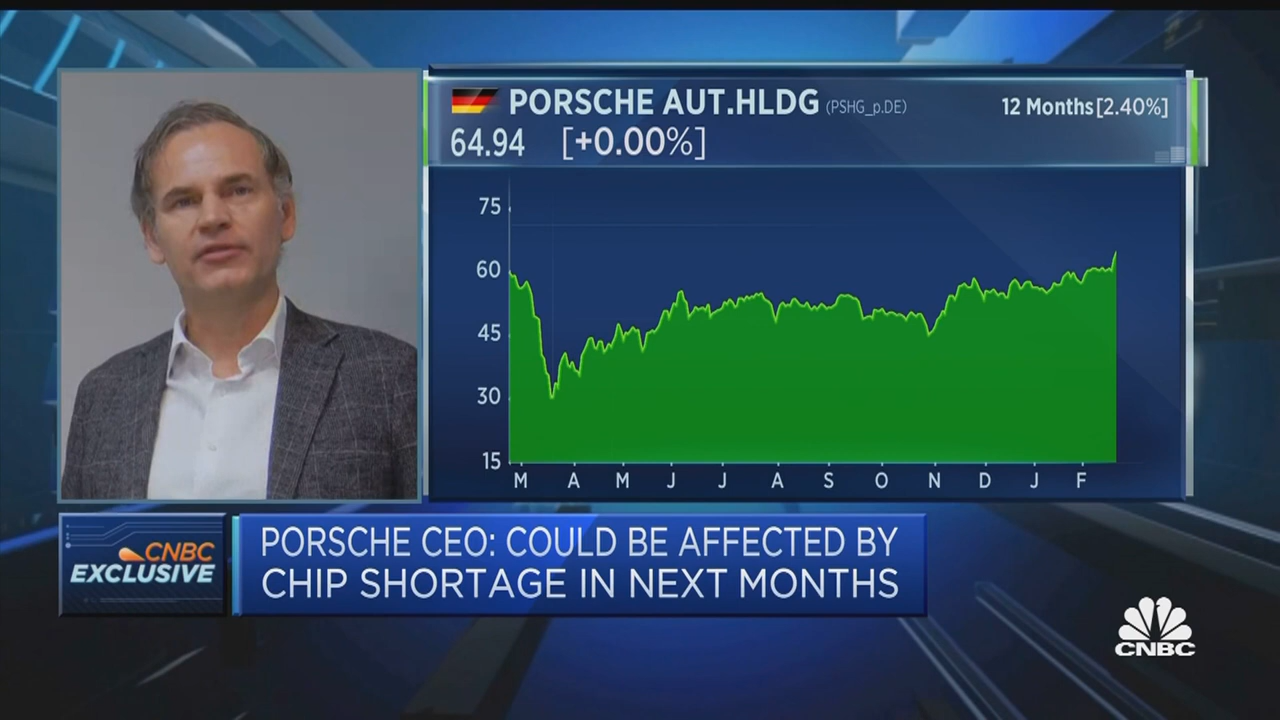 PORSCHE AUT.HLDG (PSHG_p.DE) 12 Months[2.40%]
64.94 [+0.00%]
75
60
45
30
15
M A M J J A S O N D J F
CNBC
EXCLUSIVE
PORSCHE CEO: COULD BE AFFECTED BY
CHIP SHORTAGE IN NEXT MONTHS
CNBC